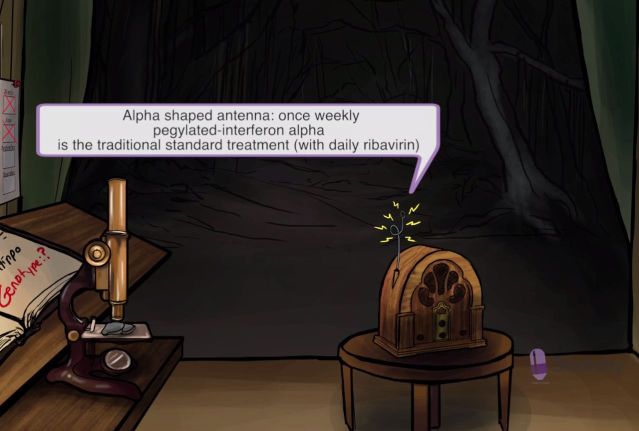 Alpha shaped antenna: once weekly
pegylated-interferon alpha
is the traditional standard treatment (with daily ribavirin)
Genotype:?